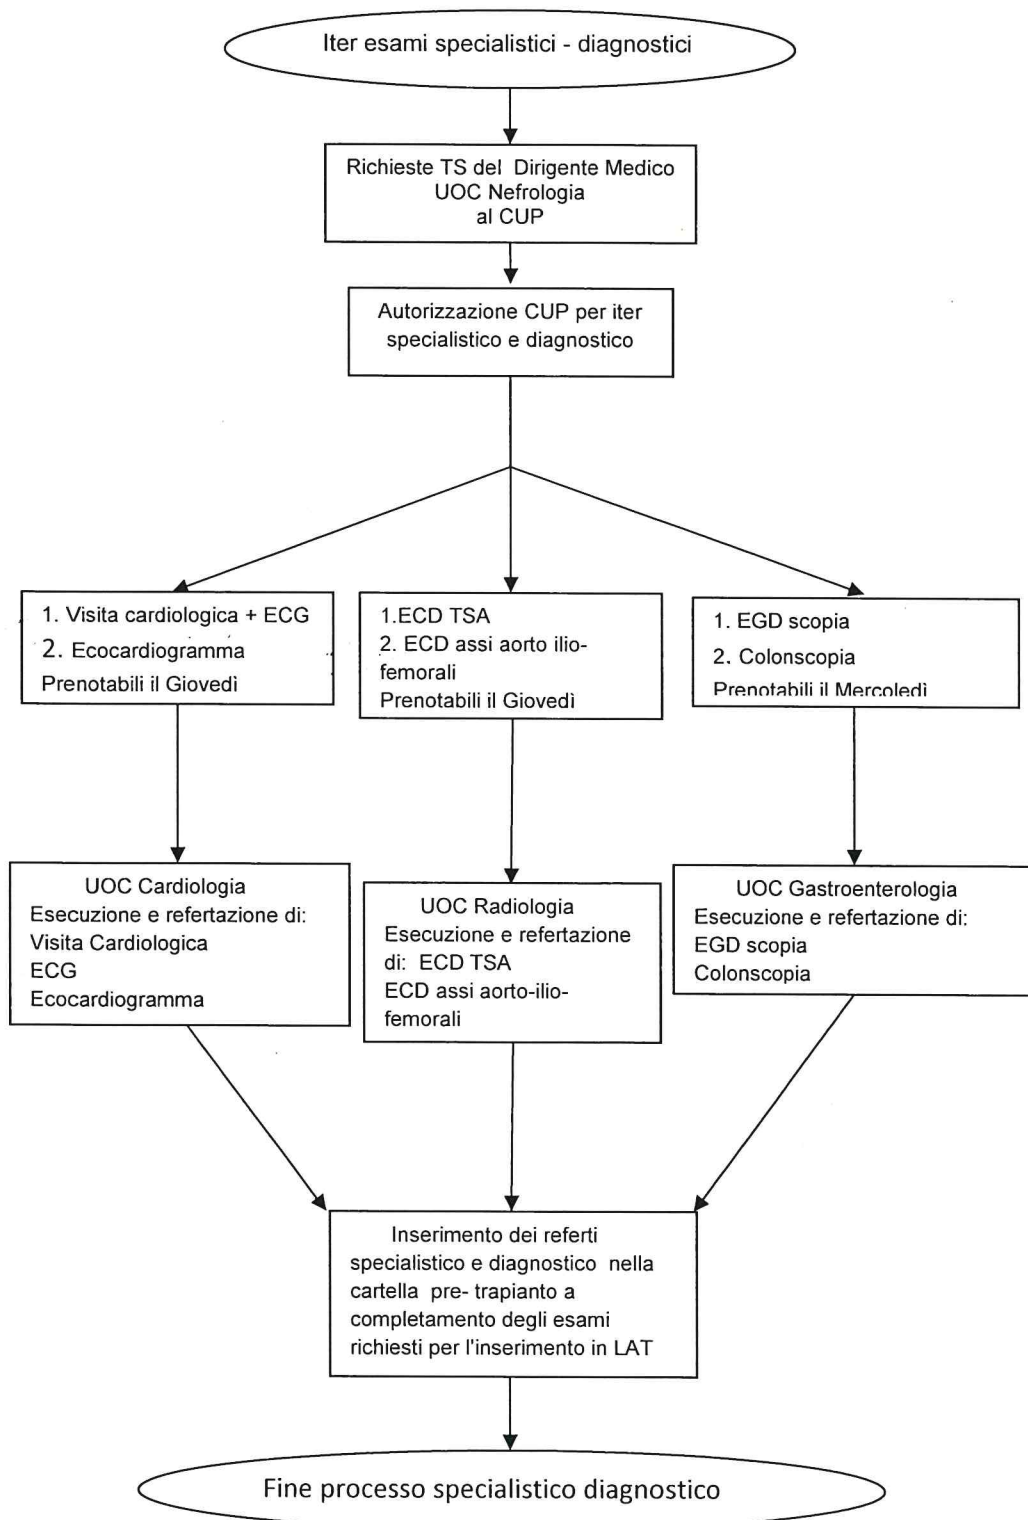 Iter esami specialistici - diagnostici
Richieste TS del Dirigente Medico
UOC Nefrologia
al CUP
Autorizzazione CUP per iter
specialistico e diagnostico
1. Visita cardiologica + ECG
2. Ecocardiogramma
Prenotabili il Giovedì
1.ECD TSA
2. ECD assi aorto ilio-
femorali
Prenotabili il Giovedì
1. EGD scopia
2. Colonscopia
Prenotabili il Mercoledì
UOC Cardiologia
Esecuzione e refertazione di:
Visita Cardiologica
ECG
Ecocardiogramma
UOC Radiologia
Esecuzione e refertazione
di: ECD TSA
ECD assi aorto-ilio-
femorali
UOC Gastroenterologia
Esecuzione e refertazione di:
EGD scopia
Colonscopia
Inserimento dei referti
specialistico e diagnostico nella
cartella pre- trapianto a
completamento degli esami
richiesti per l'inserimento in LAT
Fine processo specialistico diagnostico